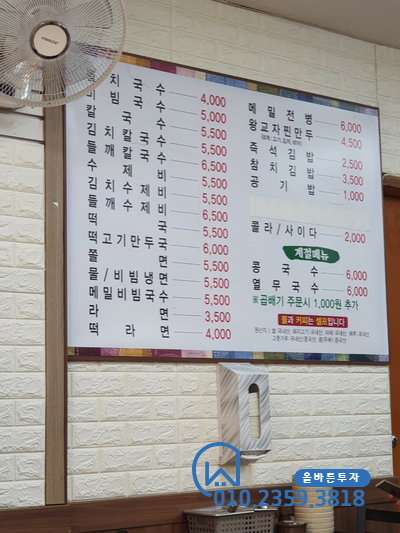 치국수 4,000
비빔국수 5,000
칼국수 5,000
김치칼국수 5,500
들깨칼국수 6,500
수제비 5,500
김치수제비 5,500
들깨수제비 6,500
떡국 5,500
떡고기만두국 6,000
쫄면 5,500
물/비빔냉면 5,500
메밀비빔국수 5,500
라면 3,500
떡라면 4,000
메밀전병 6,000
왕교자찐만두 4,500
즉석김밥 2,500
참치김밥 3,500
공기밥 1,000
콜라/사이다 2,000
계절메뉴
콩국수 6,000
열무국수 6,000
※곱배기 주문시 1,000원 추가
물과 커피는 셀프입니다
올바른투자
010.2359.3818